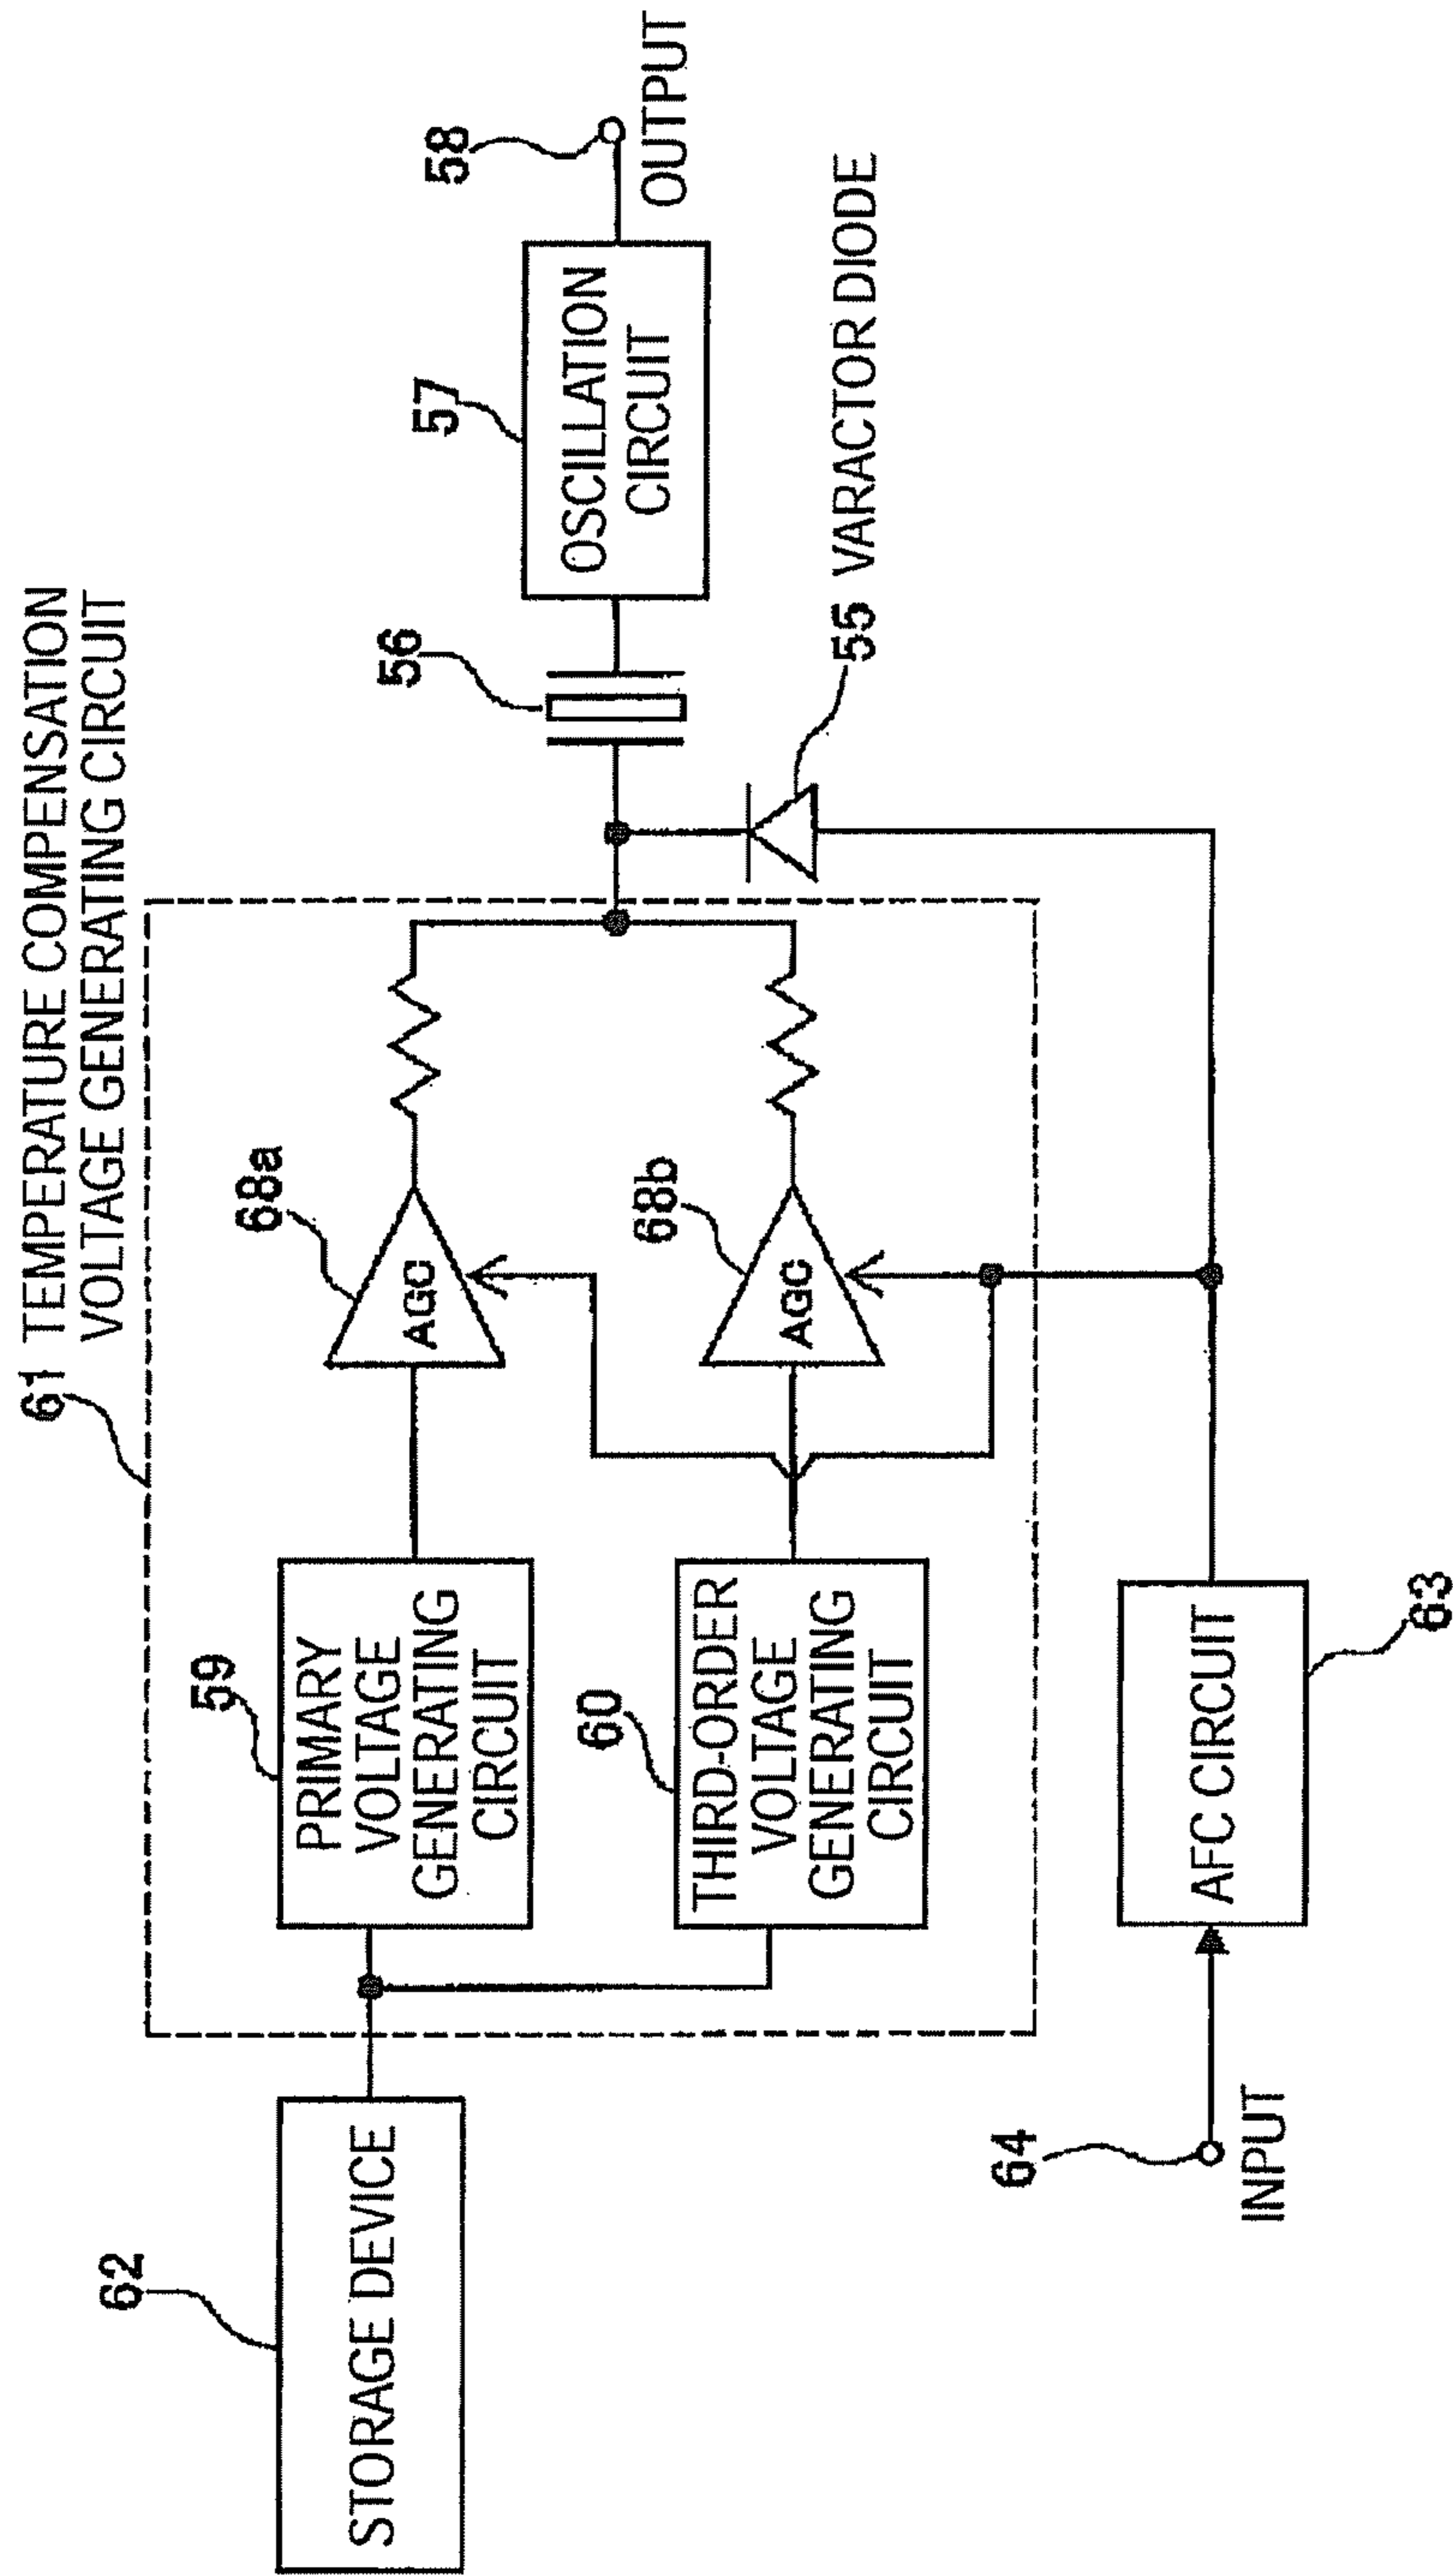 61 TEMPERATURE COMPENSATION
VOLTAGE GENERATING CIRCUIT
62
STORAGE DEVICE
59
PRIMARY
VOLTAGE
GENERATING
CIRCUIT
68a
AGC
60
THIRD-ORDER
VOLTAGE
GENERATING
CIRCUIT
68b
AGC
56
57
OSCILLATION
CIRCUIT
58
OUTPUT
55 VARACTOR DIODE
64
INPUT
AFC CIRCUIT
63